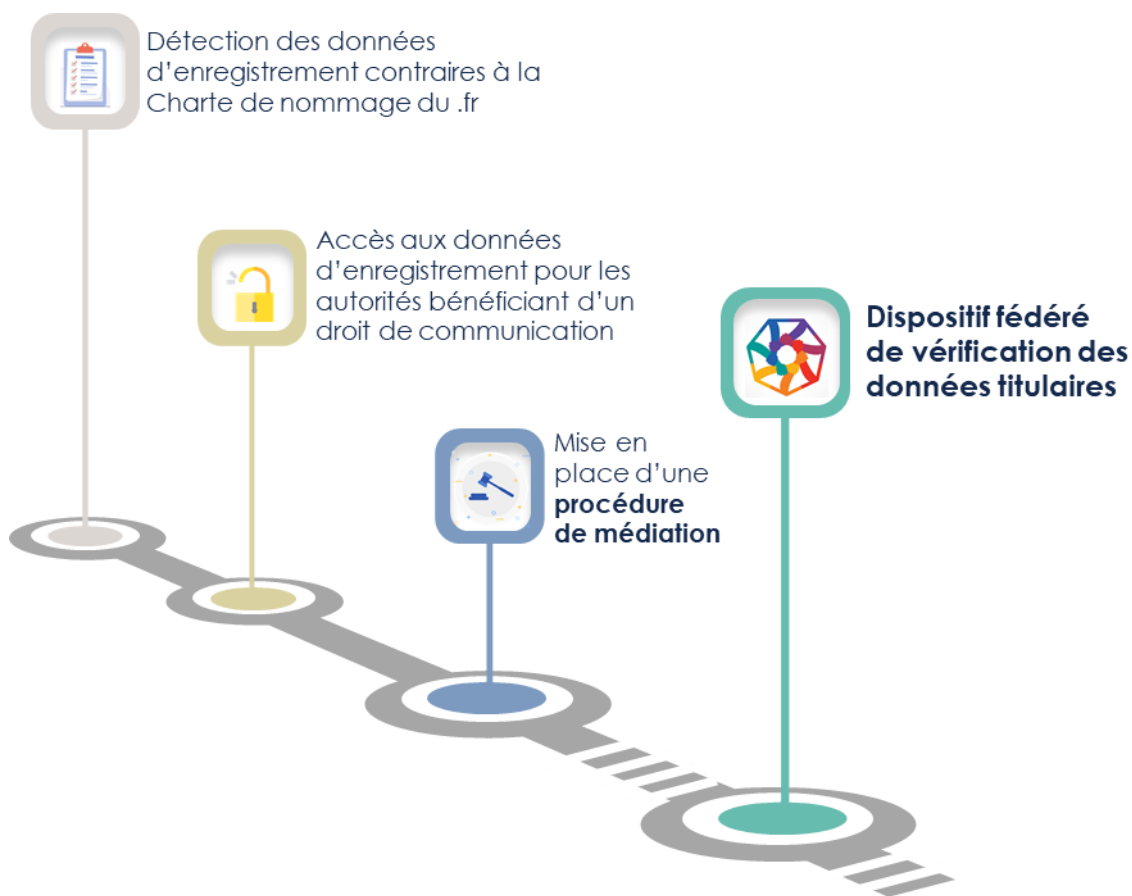 Détection des données
d’enregistrement contraires à la
Charte de nommage du .fr
Accès aux données
d’enregistrement pour les
autorités bénéficiant d’un
droit de communication
Mise en
place d’une
procédure
de médiation
Dispositif fédéré
de vérification des
données titulaires